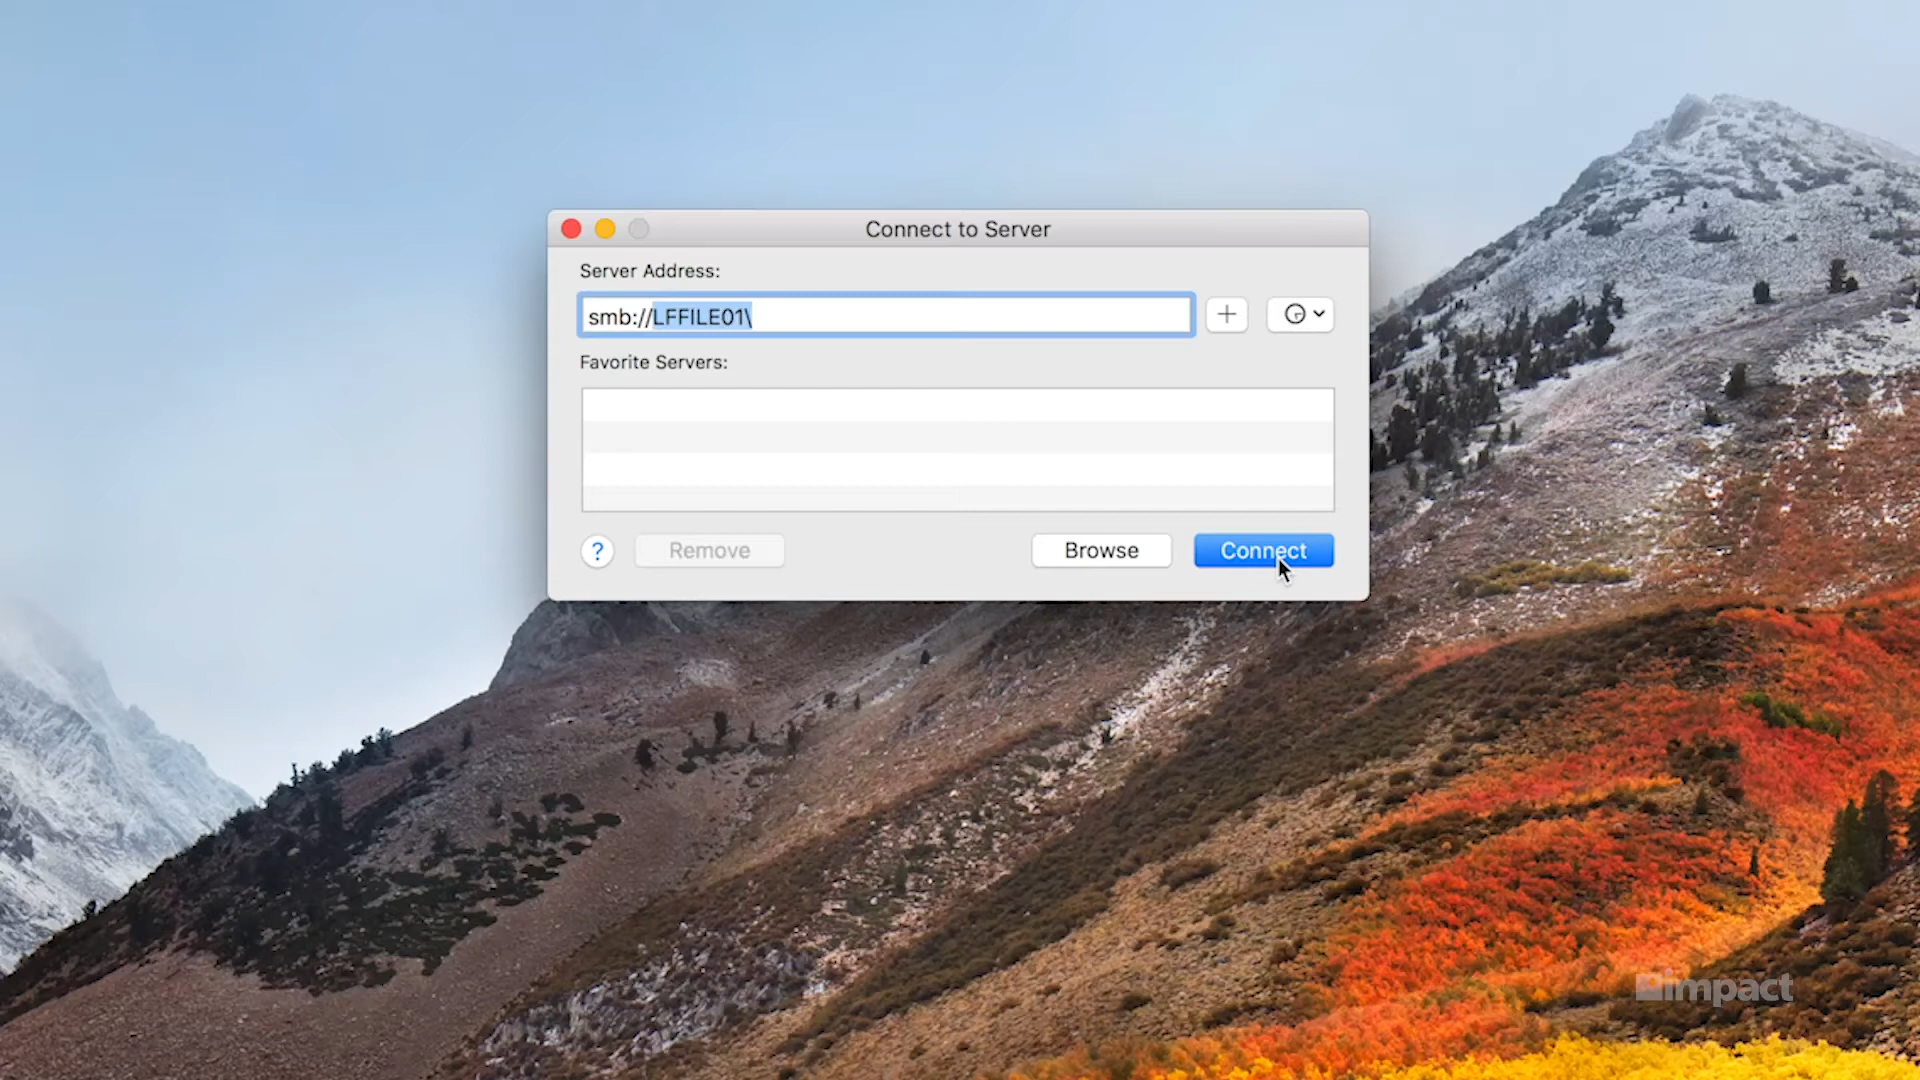 Connect to Server
Server Address:
smb://LFFILE01\
Favorite Servers:
? Remove Browse Connect
impact